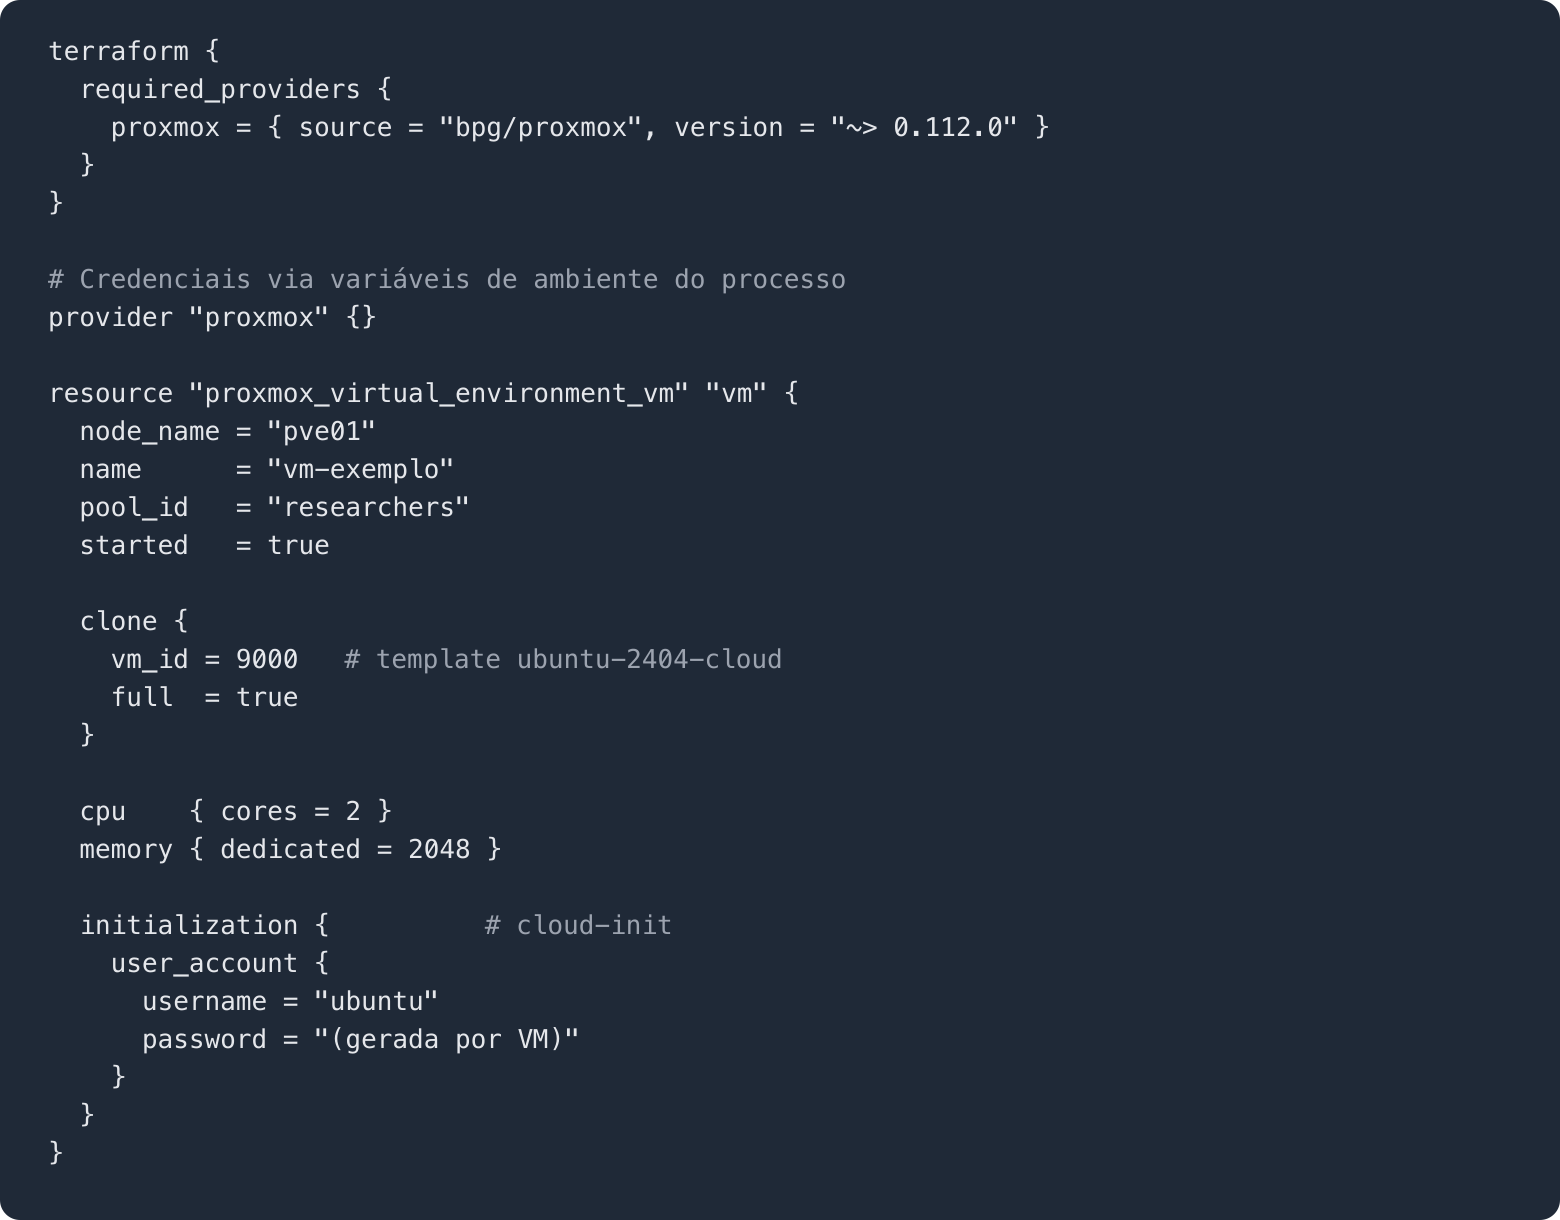 terraform {
  required_providers {
    proxmox = { source = "bpg/proxmox", version = "~> 0.112.0" }
  }
}

# Credenciais via variáveis de ambiente do processo
provider "proxmox" {}

resource "proxmox_virtual_environment_vm" "vm" {
  node_name = "pve01"
  name      = "vm-exemplo"
  pool_id   = "researchers"
  started   = true

  clone {
    vm_id = 9000   # template ubuntu-2404-cloud
    full  = true
  }

  cpu    { cores = 2 }
  memory { dedicated = 2048 }

  initialization {          # cloud-init
    user_account {
      username = "ubuntu"
      password = "(gerada por VM)"
    }
  }
}